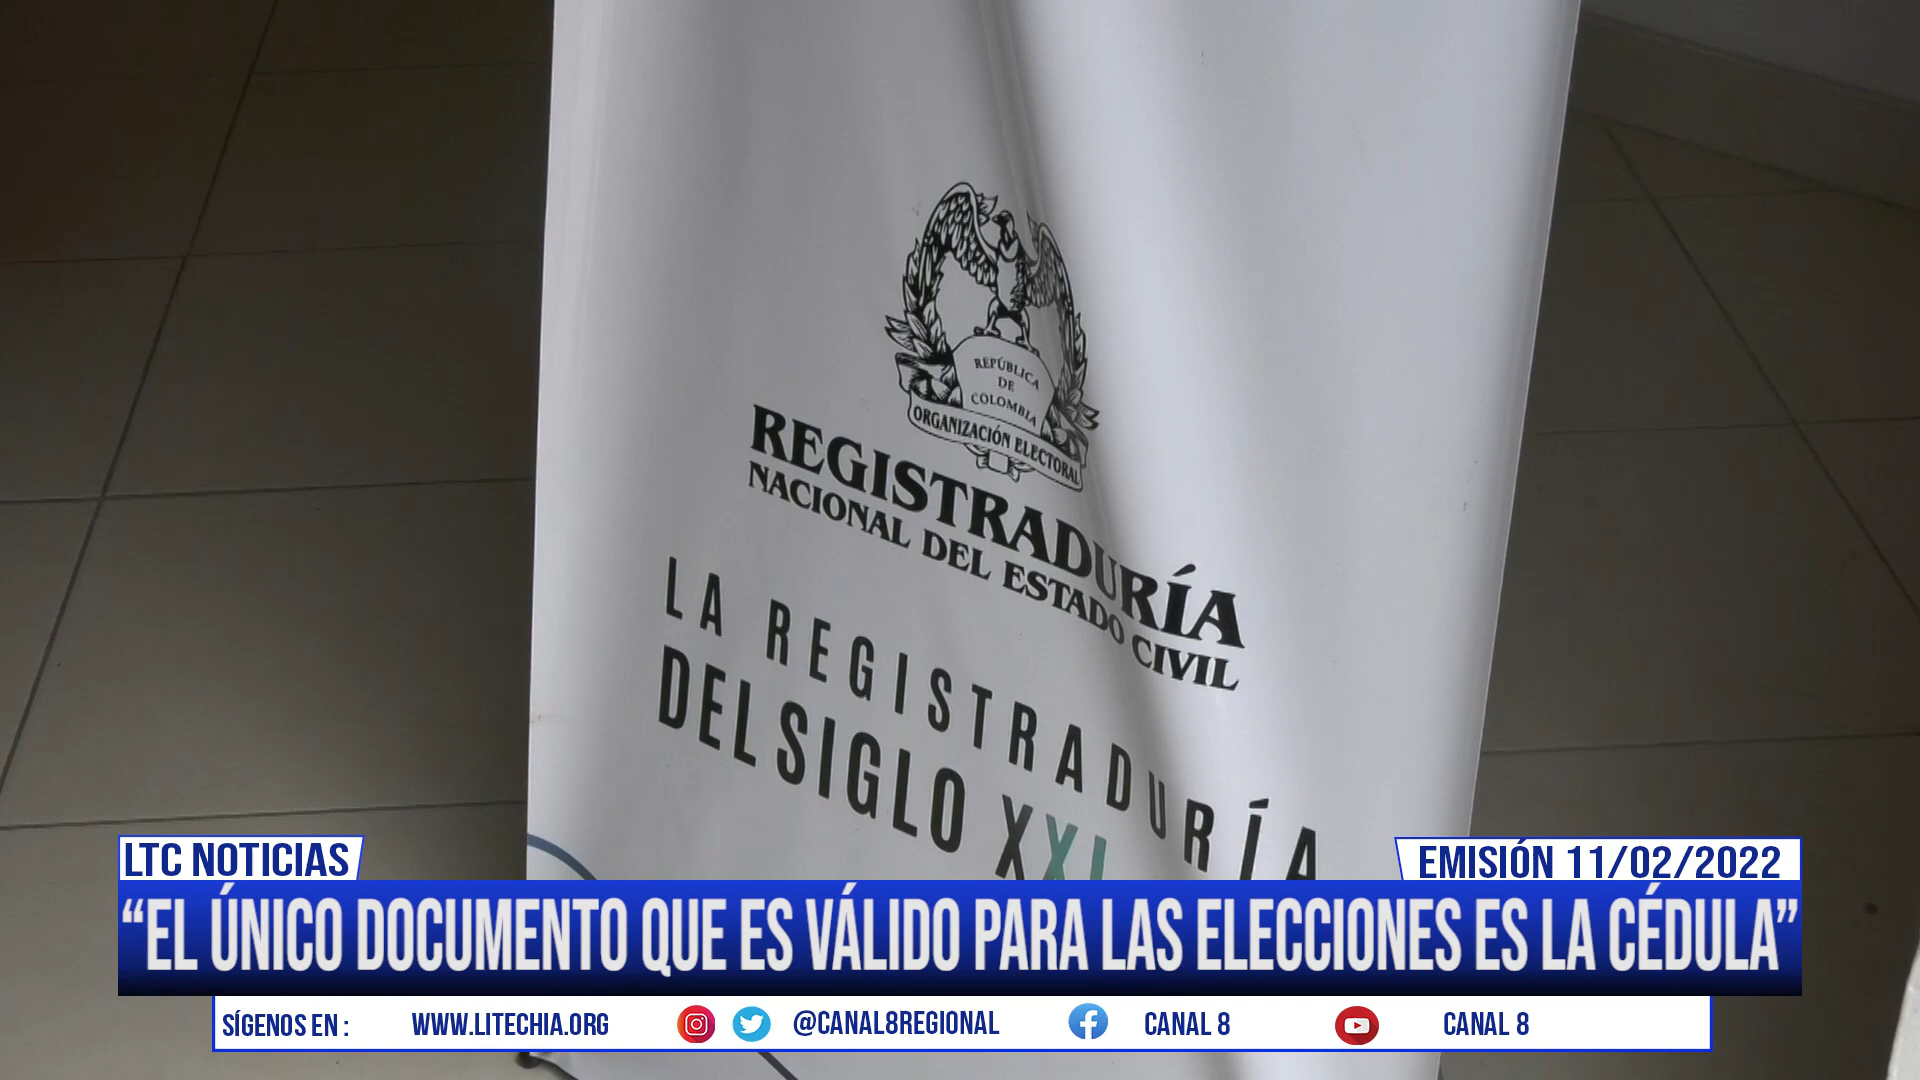 REPÚBLICA
DE
COLOMBIA
ORGANIZACIÓN ELECTORAL
REGISTRADURÍA
NACIONAL DEL ESTADO CIVIL
LA REGISTRADURÍA
DEL SIGLO XXI
LTC NOTICIAS
EMISIÓN 11/02/2022
“EL ÚNICO DOCUMENTO QUE ES VÁLIDO PARA LAS ELECCIONES ES LA CÉDULA”
SÍGENOS EN : WWW.LITECHIA.ORG @CANAL8REGIONAL CANAL 8 CANAL 8